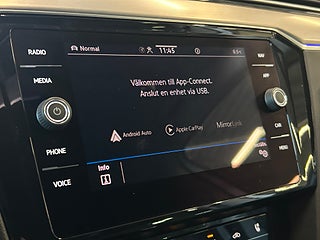 RADIO
MEDIA
PHONE
VOICE
Normal
11:45
Välkommen till App-Connect.
Anslut en enhet via USB.
Android Auto
Apple CarPlay
MirrorLink
Info
NAV
APP
CAR
MENU